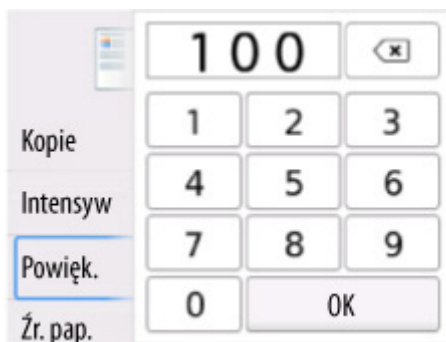 100
Kopie
Intensyw
Powięk.
Źr. pap.
1 2 3
4 5 6
7 8 9
0 OK